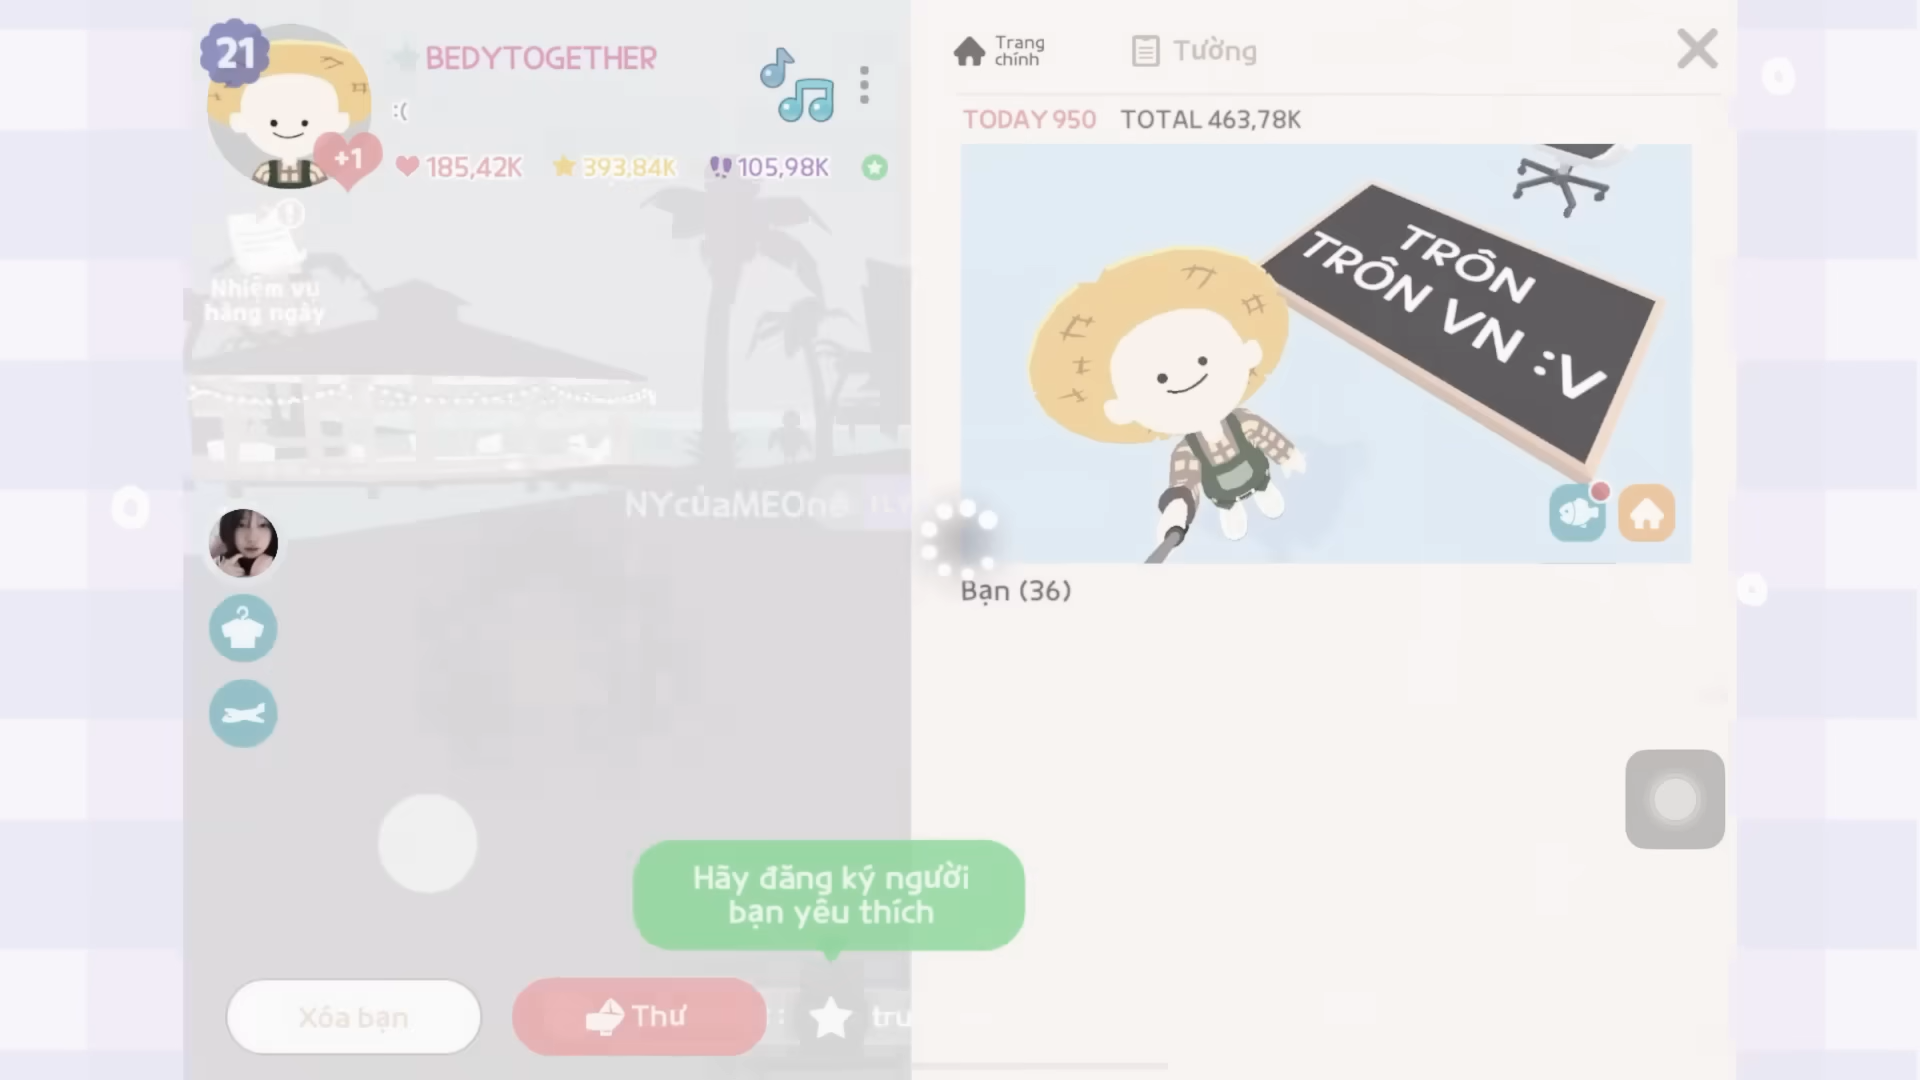 21
BEDYTOGETHER
:(
+1
185,42K
393,84K
105,98K
Nhiệm vụ
hằng ngày
NYcủaMEOne
Hãy đăng ký người
bạn yêu thích
Xóa bạn
Thư
Trang
chính
Tường
TODAY 950
TOTAL 463,78K
TRÔN
TRÔN VN :V
Bạn (36)